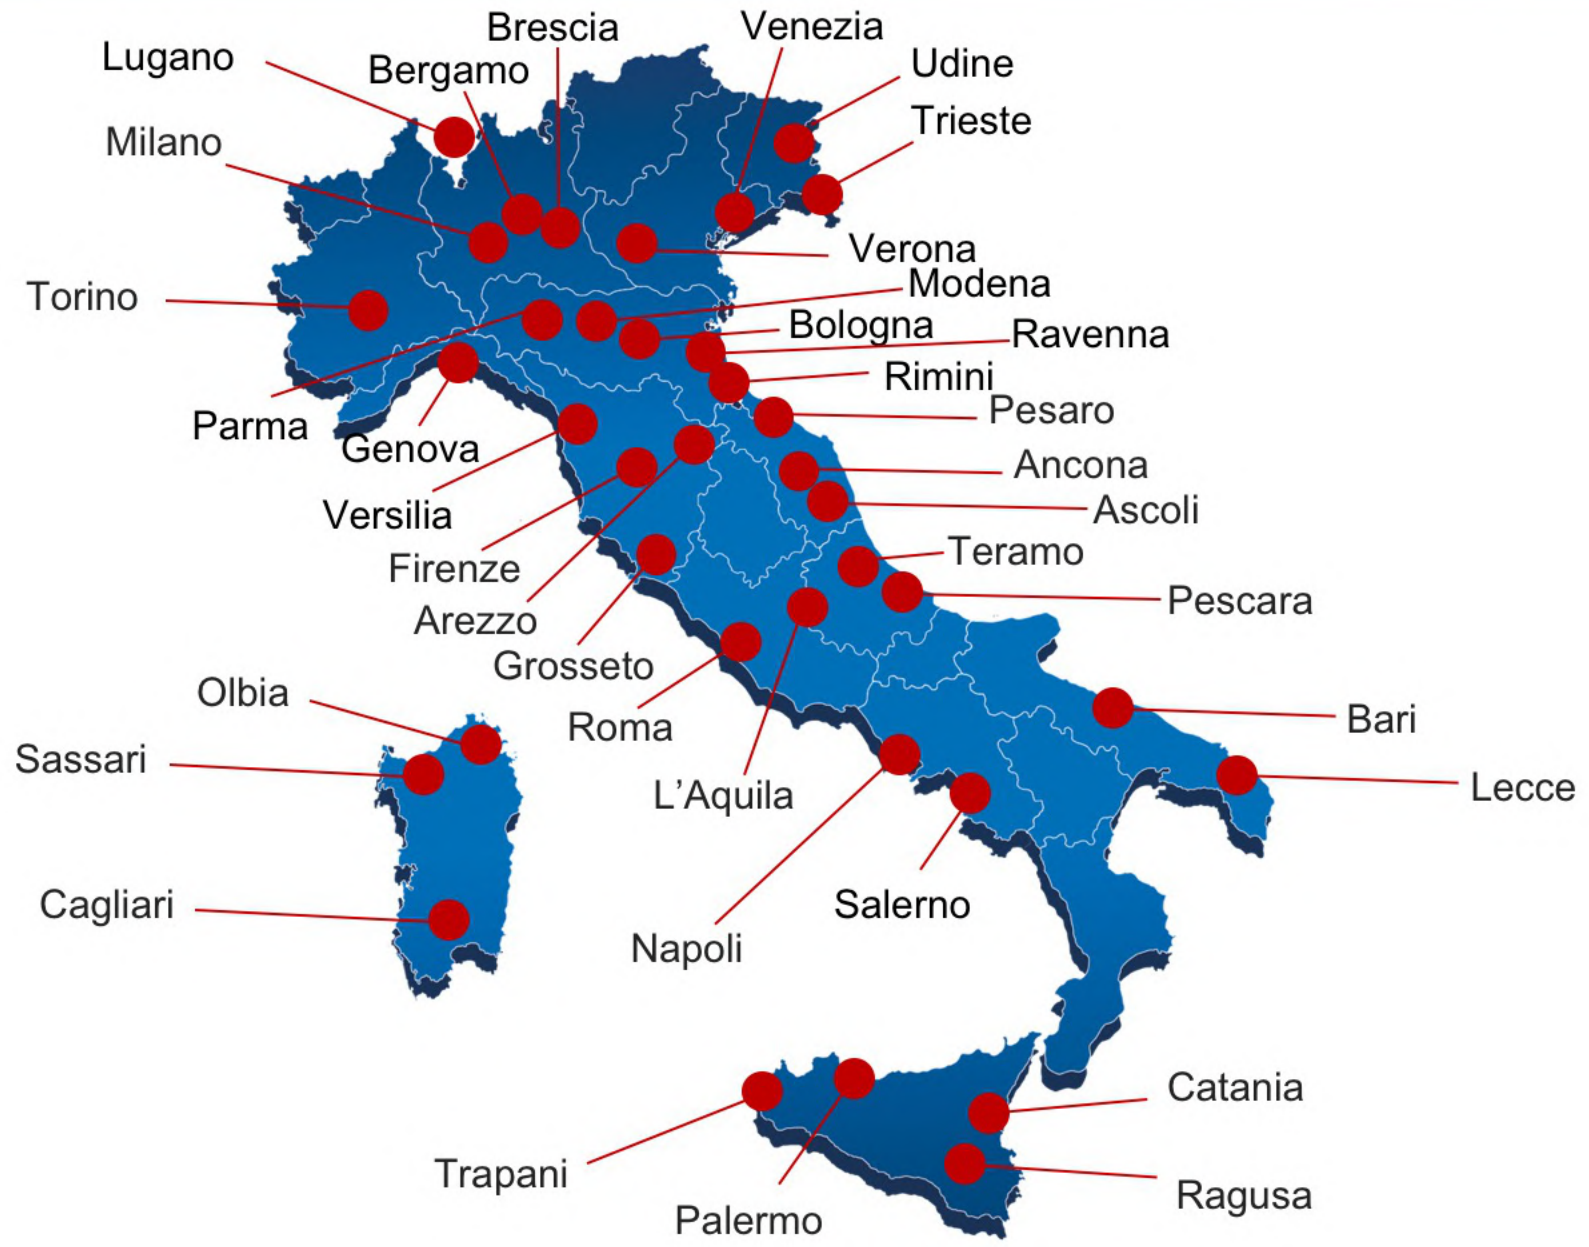 Brescia
Venezia
Lugano
Bergamo
Udine
Milano
Trieste
Verona
Modena
Torino
Bologna
Ravenna
Rimini
Pesaro
Parma
Genova
Ancona
Versilia
Ascoli
Teramo
Firenze
Pescara
Arezzo
Grosseto
Olbia
Roma
Bari
Sassari
L’Aquila
Lecce
Cagliari
Salerno
Napoli
Catania
Trapani
Ragusa
Palermo